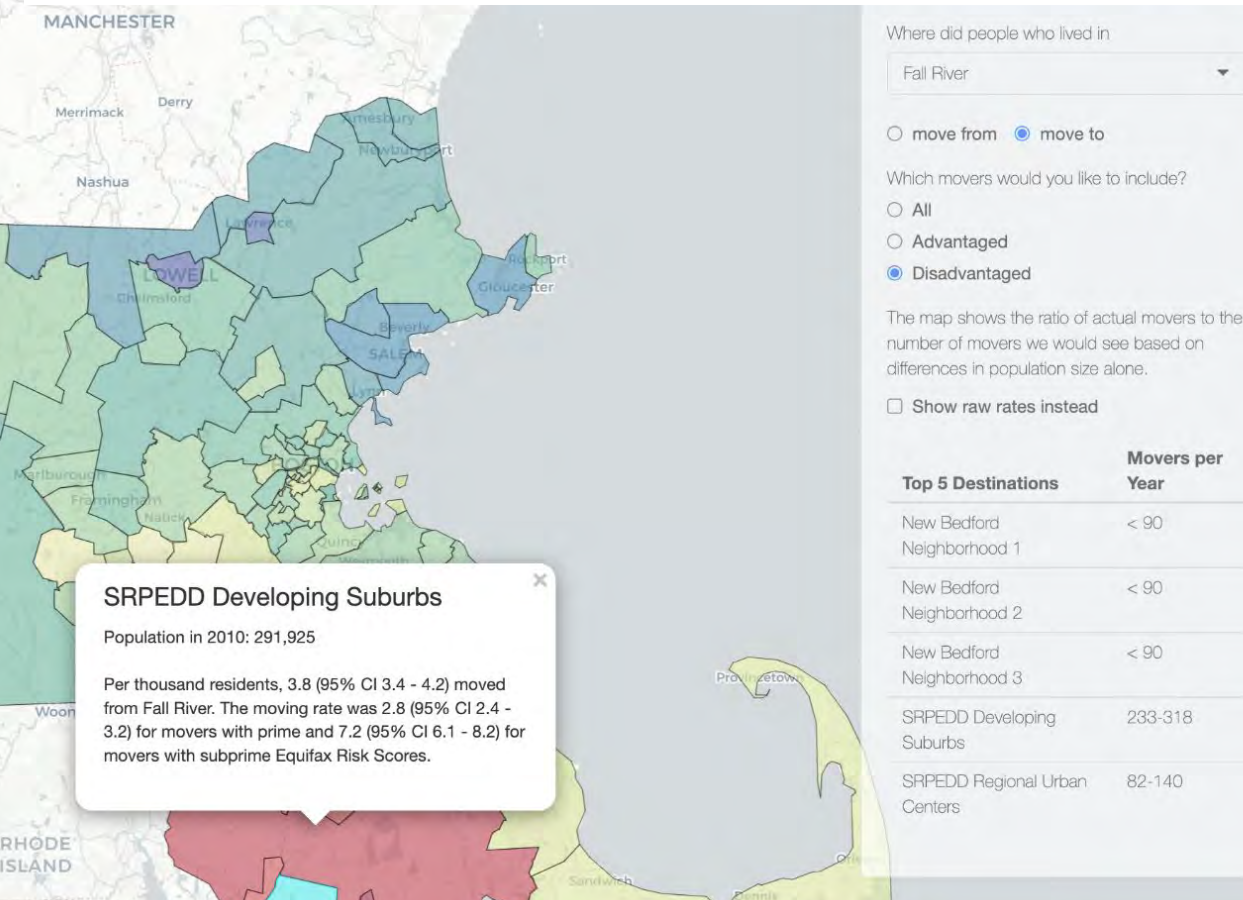 MANCHESTER
Merrimack
Derry
Nashua
Amesbury
Newburyport
Lawrence
LOWELL
Chelmsford
Rockport
Gloucester
Beverly
SALEM
Lynn
BOSTON
Marlborough
Framingham
Natick
Quincy
Weymouth
SRPEDD Developing Suburbs
×
Population in 2010: 291,925
Per thousand residents, 3.8 (95% CI 3.4 - 4.2) moved
from Fall River. The moving rate was 2.8 (95% CI 2.4 -
3.2) for movers with prime and 7.2 (95% CI 6.1 - 8.2) for
movers with subprime Equifax Risk Scores.
Woon
Provincetown
RHODE
ISLAND
Sandwich
Dennis
Where did people who lived in
Fall River
move from
move to
Which movers would you like to include?
All
Advantaged
Disadvantaged
The map shows the ratio of actual movers to the
number of movers we would see based on
differences in population size alone.
Show raw rates instead
Top 5 Destinations
Movers per
Year
New Bedford
Neighborhood 1
< 90
New Bedford
Neighborhood 2
< 90
New Bedford
Neighborhood 3
< 90
SRPEDD Developing
Suburbs
233-318
SRPEDD Regional Urban
Centers
82-140